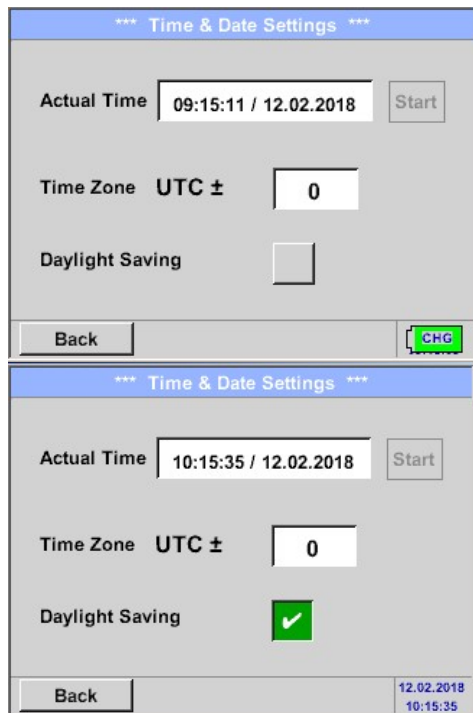 *** Time & Date Settings ***
Actual Time 09:15:11 / 12.02.2018 Start
Time Zone UTC ± 0
Daylight Saving
Back CHG
*** Time & Date Settings ***
Actual Time 10:15:35 / 12.02.2018 Start
Time Zone UTC ± 0
Daylight Saving ✔
Back
12.02.2018
10:15:35